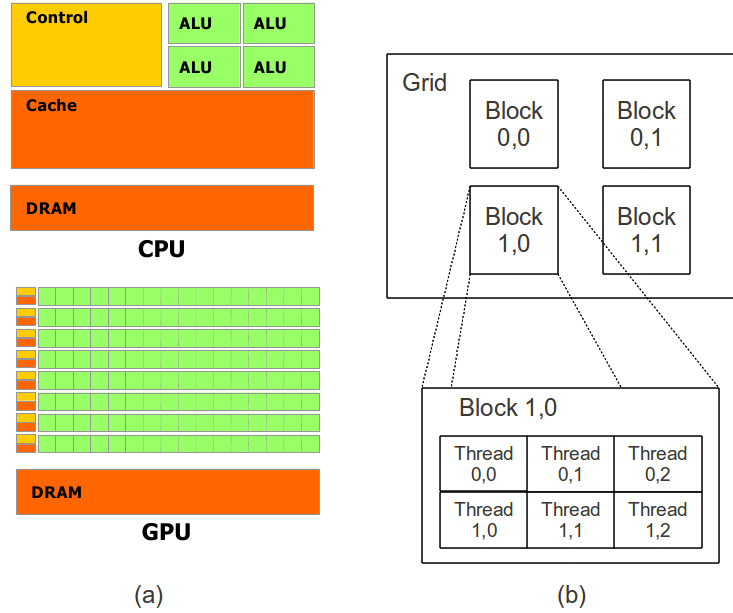 Control
ALU
ALU
ALU
ALU
Cache
DRAM
CPU
DRAM
GPU
(a)
Grid
Block
0,0
Block
0,1
Block
1,0
Block
1,1
Block 1,0
Thread
0,0
Thread
0,1
Thread
0,2
Thread
1,0
Thread
1,1
Thread
1,2
(b)